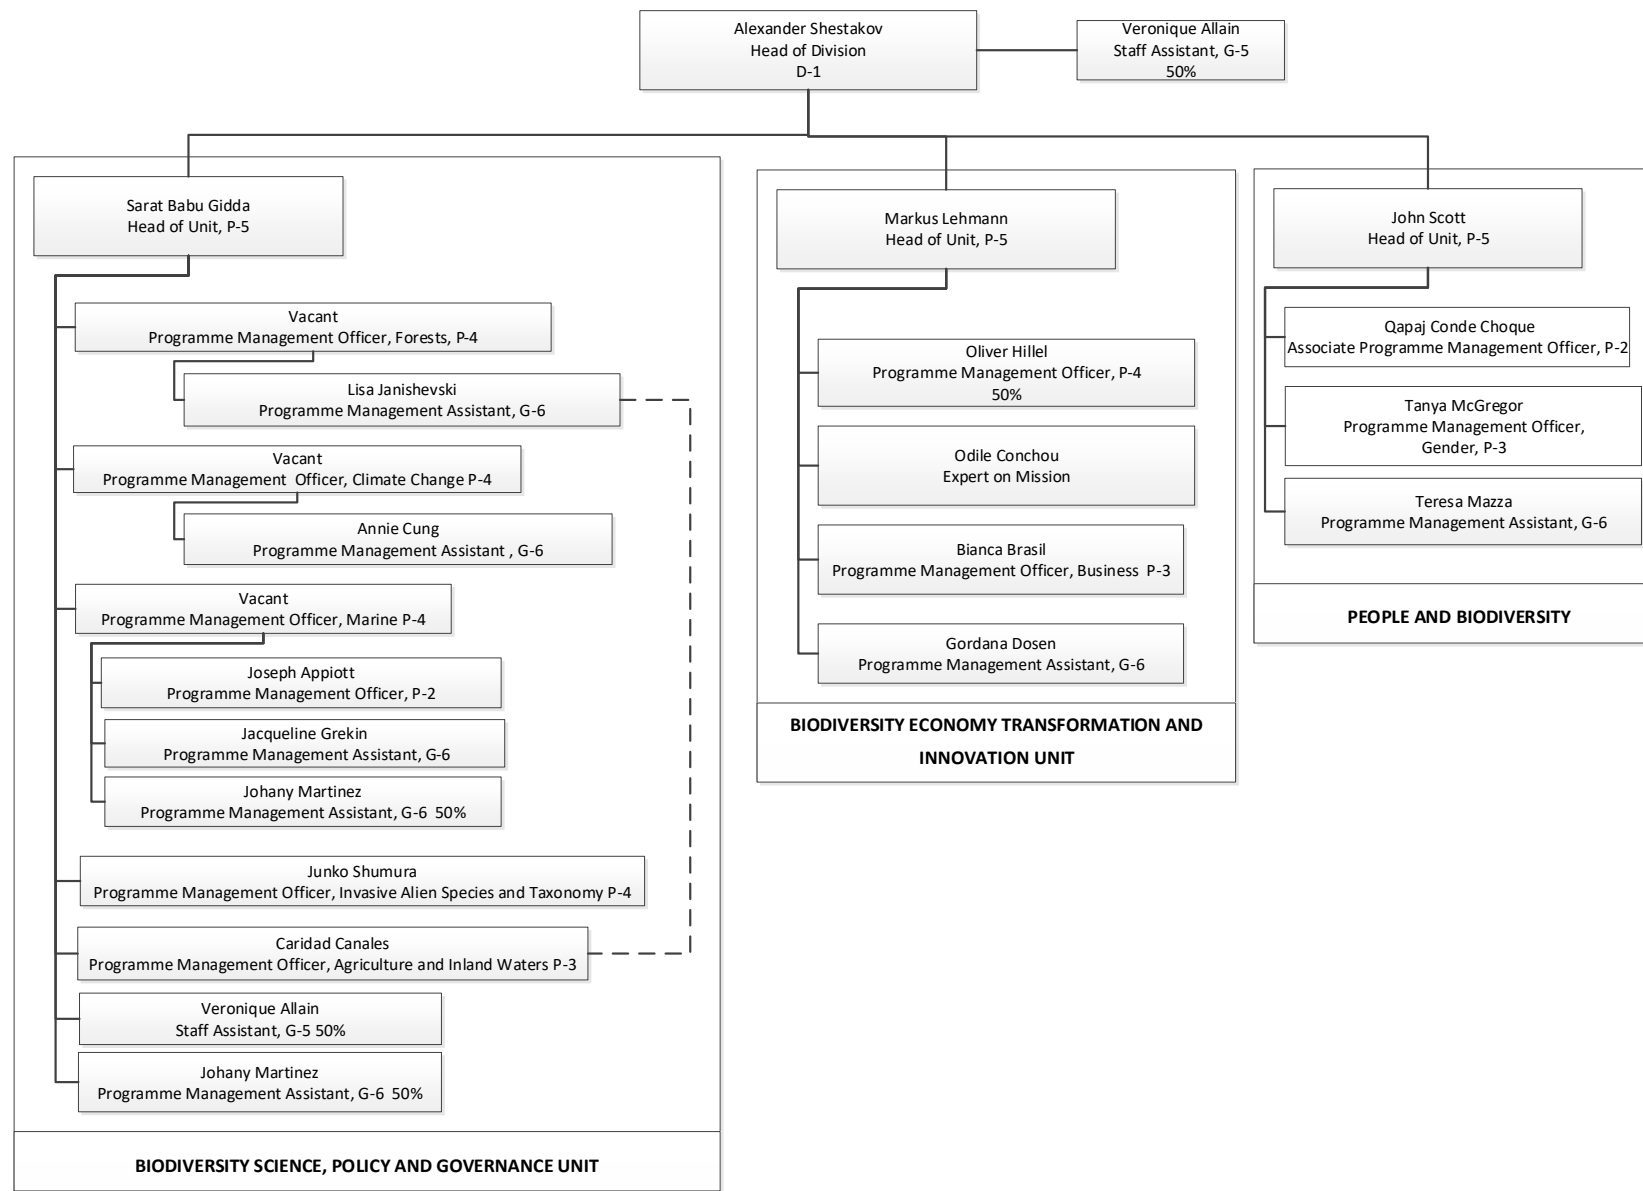 Alexander Shestakov
Head of Division
D-1
Veronique Allain
Staff Assistant, G-5
50%
Sarat Babu Gidda
Head of Unit, P-5
Vacant
Programme Management Officer, Forests, P-4
Lisa Janishevski
Programme Management Assistant, G-6
Vacant
Programme Management  Officer, Climate Change P-4
Annie Cung
Programme Management Assistant , G-6
Vacant
Programme Management Officer, Marine P-4
Joseph Appiott
Programme Management Officer, P-2
Jacqueline Grekin
Programme Management Assistant, G-6
Johany Martinez
Programme Management Assistant, G-6  50%
Junko Shumura
Programme Management Officer, Invasive Alien Species and Taxonomy P-4
Caridad Canales
Programme Management Officer, Agriculture and Inland Waters P-3
Veronique Allain
Staff Assistant, G-5 50%
Johany Martinez
Programme Management Assistant, G-6  50%
BIODIVERSITY SCIENCE, POLICY AND GOVERNANCE UNIT
Markus Lehmann
Head of Unit, P-5
Oliver Hillel
Programme Management Officer, P-4
50%
Odile Conchou
Expert on Mission
Bianca Brasil
Programme Management Officer, Business  P-3
Gordana Dosen
Programme Management Assistant, G-6
BIODIVERSITY ECONOMY TRANSFORMATION AND
INNOVATION UNIT
John Scott
Head of Unit, P-5
Qapaj Conde Choque
Associate Programme Management Officer, P-2
Tanya McGregor
Programme Management Officer,
Gender, P-3
Teresa Mazza
Programme Management Assistant, G-6
PEOPLE AND BIODIVERSITY